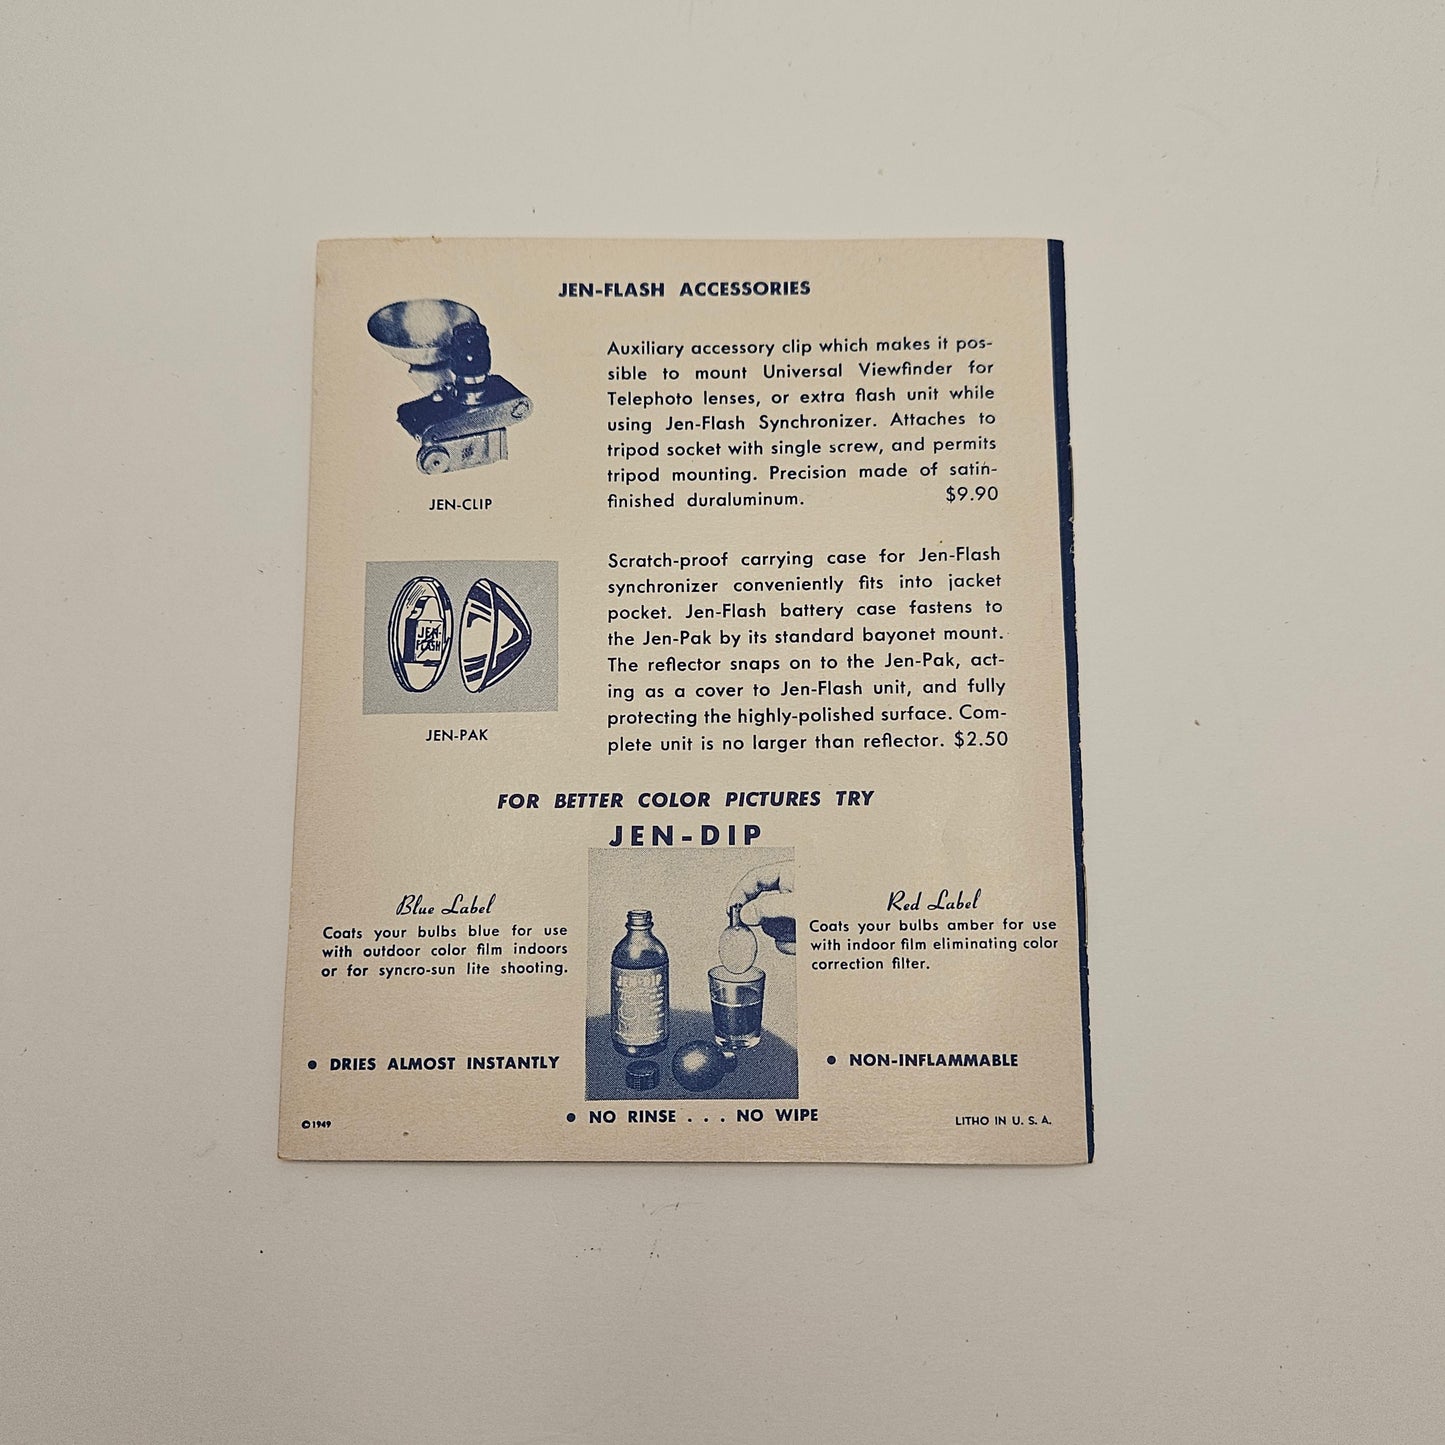 JEN-FLASH ACCESSORIES
Auxiliary accessory clip which makes it pos-
sible to mount Universal Viewfinder for
Telephoto lenses, or extra flash unit while
using Jen-Flash Synchronizer. Attaches to
tripod socket with single screw, and permits
tripod mounting. Precision made of satin-
finished duraluminum. $9.90
JEN-CLIP
Scratch-proof carrying case for Jen-Flash
synchronizer conveniently fits into jacket
pocket. Jen-Flash battery case fastens to
the Jen-Pak by its standard bayonet mount.
The reflector snaps on to the Jen-Pak, act-
ing as a cover to Jen-Flash unit, and fully
protecting the highly-polished surface. Com-
plete unit is no larger than reflector. $2.50
JEN-
FLASH
JEN-PAK
FOR BETTER COLOR PICTURES TRY
JEN-DIP
Blue Label
Coats your bulbs blue for use
with outdoor color film indoors
or for syncro-sun lite shooting.
JEN-DIP
Red Label
Coats your bulbs amber for use
with indoor film eliminating color
correction filter.
• DRIES ALMOST INSTANTLY
• NON-INFLAMMABLE
• NO RINSE . . . NO WIPE
©1949
LITHO IN U. S. A.